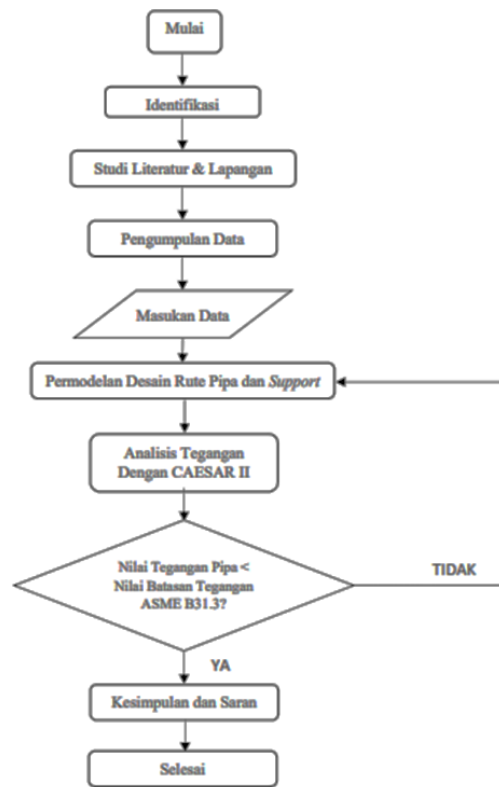 Mulai
Identifikasi
Studi Literatur & Lapangan
Pengumpulan Data
Masukan Data
Permodelan Desain Rute Pipa dan Support
Analisis Tegangan
Dengan CAESAR II
Nilai Tegangan Pipa <
Nilai Batasan Tegangan
ASME B31.3?
TIDAK
YA
Kesimpulan dan Saran
Selesai